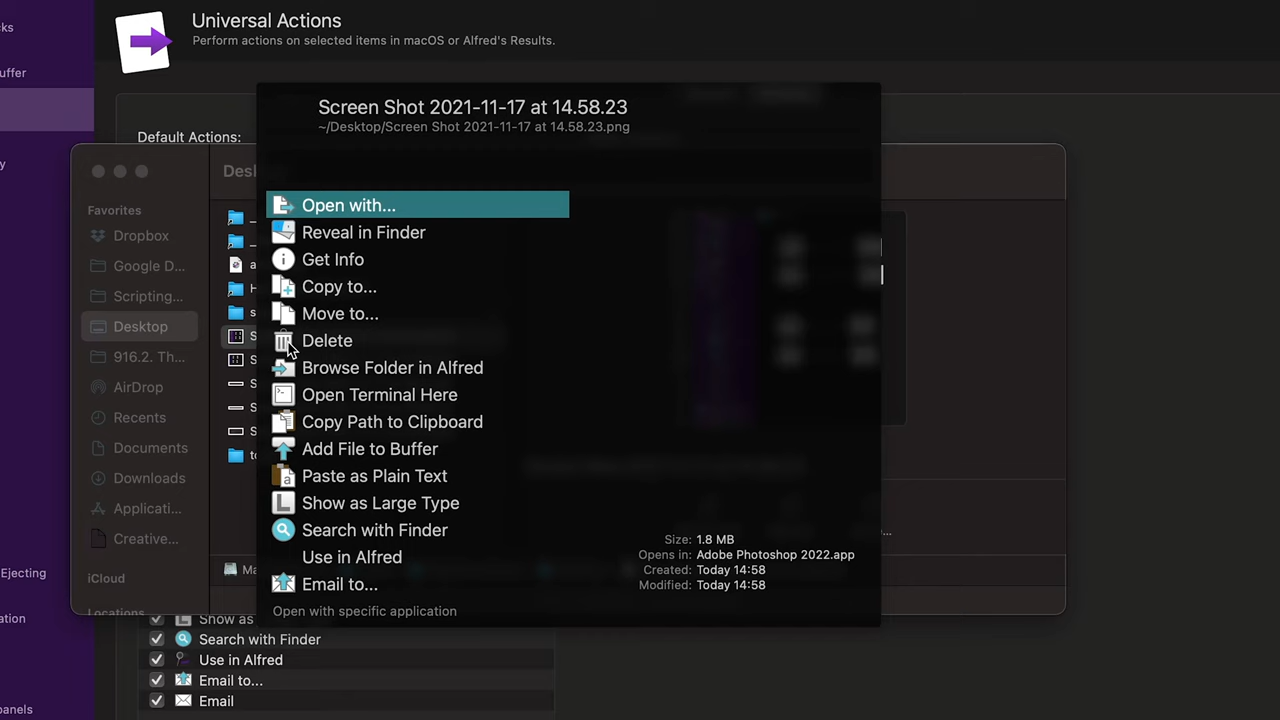 cks
Universal Actions
Perform actions on selected items in macOS or Alfred's Results.
uffer
Screen Shot 2021-11-17 at 14.58.23
~/Desktop/Screen Shot 2021-11-17 at 14.58.23.png
Default Actions:
y
Desk
Favorites
Dropbox
Google D...
Scripting...
Desktop
916.2. Th...
AirDrop
Recents
Documents
Downloads
Applicati...
Creative...
iCloud
Locations
Open with...
Reveal in Finder
Get Info
Copy to...
Move to...
Delete
Browse Folder in Alfred
Open Terminal Here
Copy Path to Clipboard
Add File to Buffer
Paste as Plain Text
Show as Large Type
Search with Finder
Use in Alfred
Email to...
Open with specific application
Size: 1.8 MB
Opens in: Adobe Photoshop 2022.app
Created: Today 14:58
Modified: Today 14:58
Ma
Ejecting
ation
panels
Show as
Search with Finder
Use in Alfred
Email to...
Email